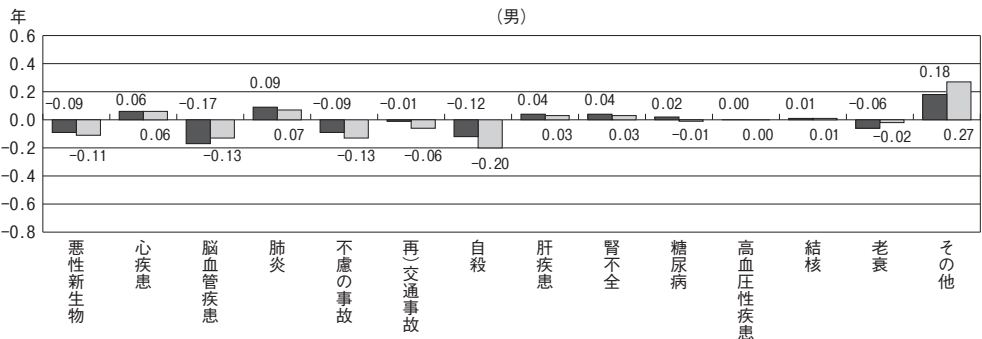 年
（男）
0.6
0.4
0.2
0.0
-0.2
-0.4
-0.6
-0.8
-0.09 0.06 -0.17 0.09 -0.09 -0.01 -0.12 0.04 0.04 0.02 0.00 0.01 -0.06 0.18
-0.11 0.06 -0.13 0.07 -0.13 -0.06 -0.20 0.03 0.03 -0.01 0.00 0.01 -0.02 0.27
悪性新生物
心疾患
脳血管疾患
肺炎
不慮の事故
再）交通事故
自殺
肝疾患
腎不全
糖尿病
高血圧性疾患
結核
老衰
その他